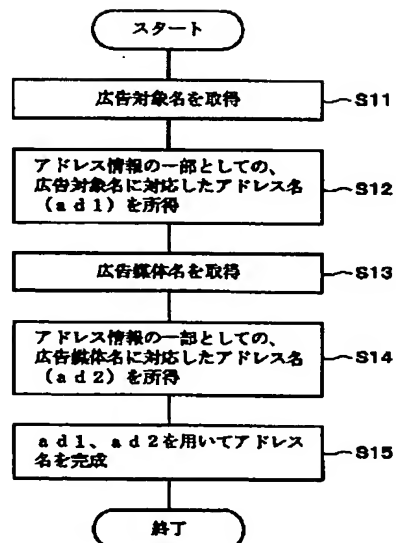 スタート
広告対象名を取得
S11
アドレス情報の一部としての、
広告対象名に対応したアドレス名
(ad1)を所得
S12
広告媒体名を取得
S13
アドレス情報の一部としての、
広告媒体名に対応したアドレス名
(ad2)を所得
S14
ad1、ad2を用いてアドレス
名を完成
S15
終了